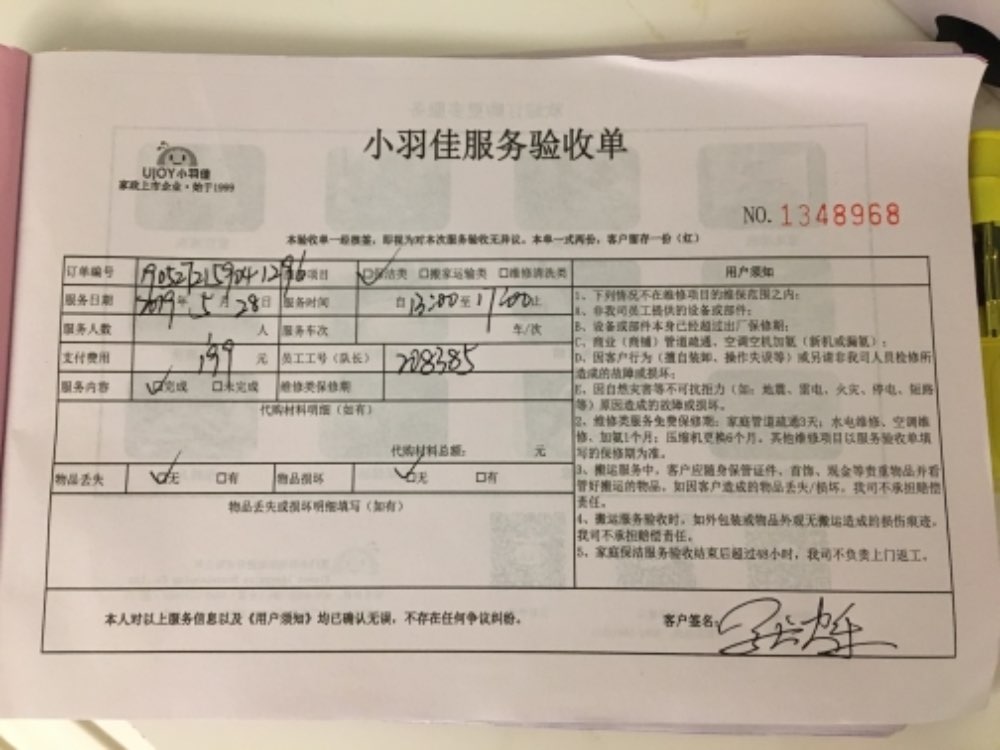 小羽佳服务验收单
UJOY小羽佳
家政上市企业·始于1999
NO. 1348968
本验收单一经核签,即视为对本次服务验收无异议。本单一式两份,客户留存一份(红)
订单编号 1905272159041296 项目 ☑保洁类 □搬家运输类 □维修清洗类
服务日期 2019年 5月 28日 服务时间 自 13:00 至 17:00 止
服务人数 人 服务车次 车/次
支付费用 199 元 员工工号(队长) 208385
服务内容 ☑完成 □未完成 维修类保修期
代购材料明细(如有)
代购材料总额: 元
物品丢失 ☑无 □有 物品损坏 ☑无 □有
物品丢失或损坏明细填写(如有)
用户须知
1、下列情况不在维修项目的维保范围之内:
A、非我司员工提供的设备或部件;
B、设备或部件本身已经超过出厂保修期;
C、商业(商铺)管道疏通、空调空机加氟(新机或漏氟);
D、因客户行为(擅自装卸、操作失误等)或另请非我司人员检修所
造成的故障或损坏;
E、因自然灾害等不可抗拒力(如:地震、雷电、火灾、停电、短路
等)原因造成的故障或损坏。
2、维修类服务免费保修期:家庭管道疏通3天;水电维修、空调维
修、加氟1个月;压缩机更换6个月。其他维修项目以服务验收单填
写的保修期为准。
3、搬运服务中,客户应随身保管证件、首饰、现金等贵重物品并看
管好搬运的物品,如因客户造成的物品丢失/损坏,我司不承担赔偿
责任。
4、搬运服务验收时,如外包装或物品外观无搬运造成的损伤痕迹,
我司不承担赔偿责任。
5、家庭保洁服务验收结束后超过48小时,我司不负责上门返工。
本人对以上服务信息以及《用户须知》均已确认无误,不存在任何争议纠纷。
客户签名: